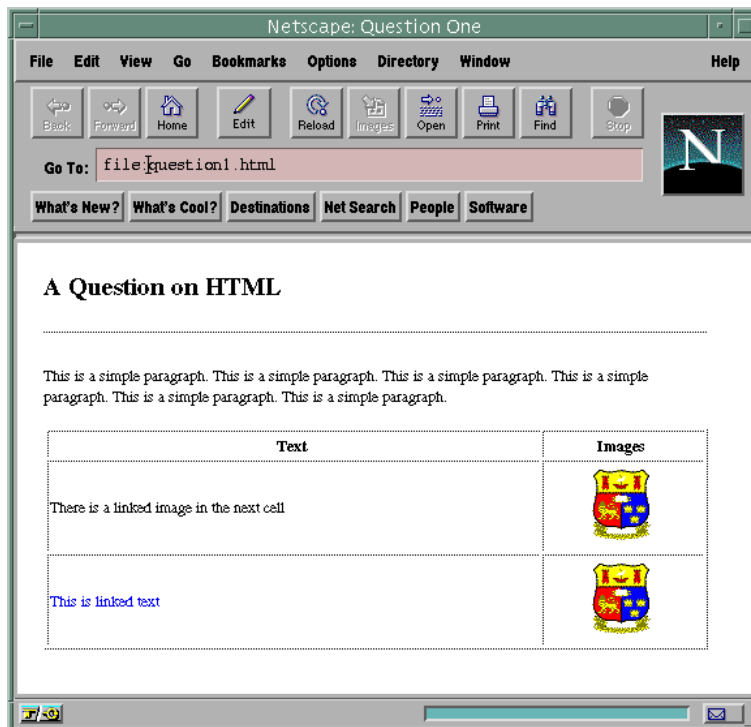 Netscape: Question One
File Edit View Go Bookmarks Options Directory Window Help
Back Forward Home Edit Reload Images Open Print Find Stop
N
Go To: file:question1.html
What's New? What's Cool? Destinations Net Search People Software
A Question on HTML
This is a simple paragraph. This is a simple paragraph. This is a simple paragraph. This is a simple
paragraph. This is a simple paragraph. This is a simple paragraph.
Text Images
There is a linked image in the next cell
This is linked text